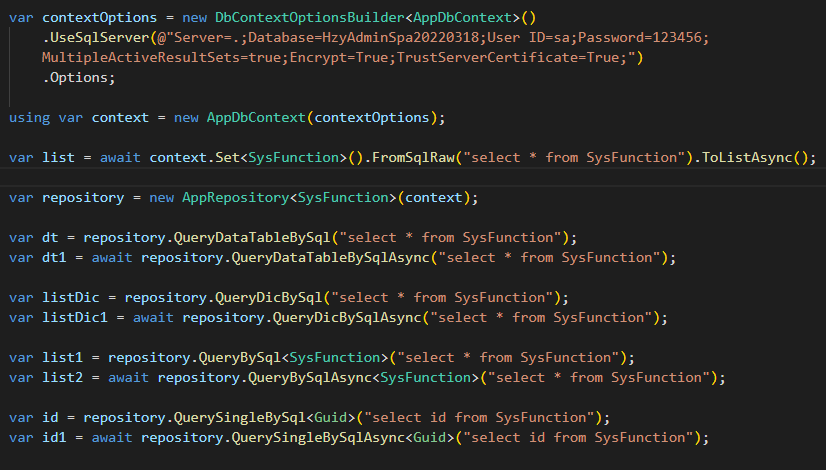 var contextOptions = new DbContextOptionsBuilder<AppDbContext>()
.UseSqlServer(@"Server=.;Database=HzyAdminSpa20220318;User ID=sa;Password=123456;
MultipleActiveResultSets=true;Encrypt=True;TrustServerCertificate=True;")
.Options;
using var context = new AppDbContext(contextOptions);
var list = await context.Set<SysFunction>().FromSqlRaw("select * from SysFunction").ToListAsync();
var repository = new AppRepository<SysFunction>(context);
var dt = repository.QueryDataTableBySql("select * from SysFunction");
var dt1 = await repository.QueryDataTableBySqlAsync("select * from SysFunction");
var listDic = repository.QueryDicBySql("select * from SysFunction");
var listDic1 = await repository.QueryDicBySqlAsync("select * from SysFunction");
var list1 = repository.QueryBySql<SysFunction>("select * from SysFunction");
var list2 = await repository.QueryBySqlAsync<SysFunction>("select * from SysFunction");
var id = repository.QuerySingleBySql<Guid>("select id from SysFunction");
var id1 = await repository.QuerySingleBySqlAsync<Guid>("select id from SysFunction");